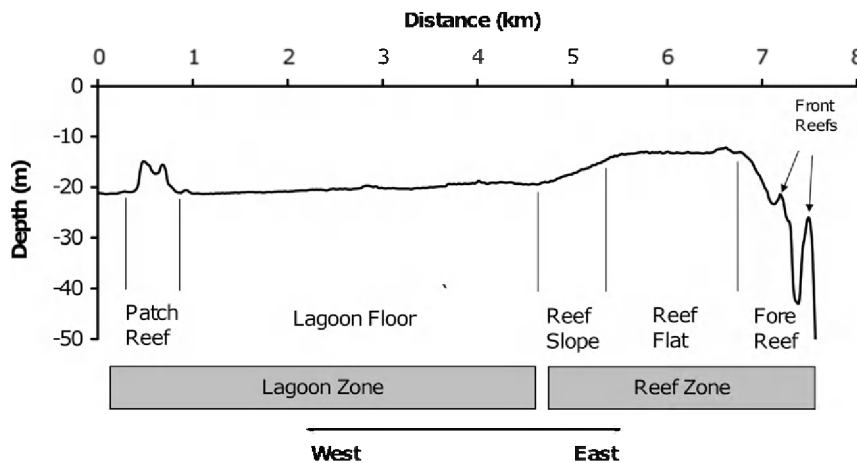 Distance (km)
0 1 2 3 4 5 6 7 8
0
-10
-20
-30
-40
-50
Depth (m)
Front
Reefs
Patch
Reef
Lagoon Floor
Reef
Slope
Reef
Flat
Fore
Reef
Lagoon Zone
Reef Zone
West East